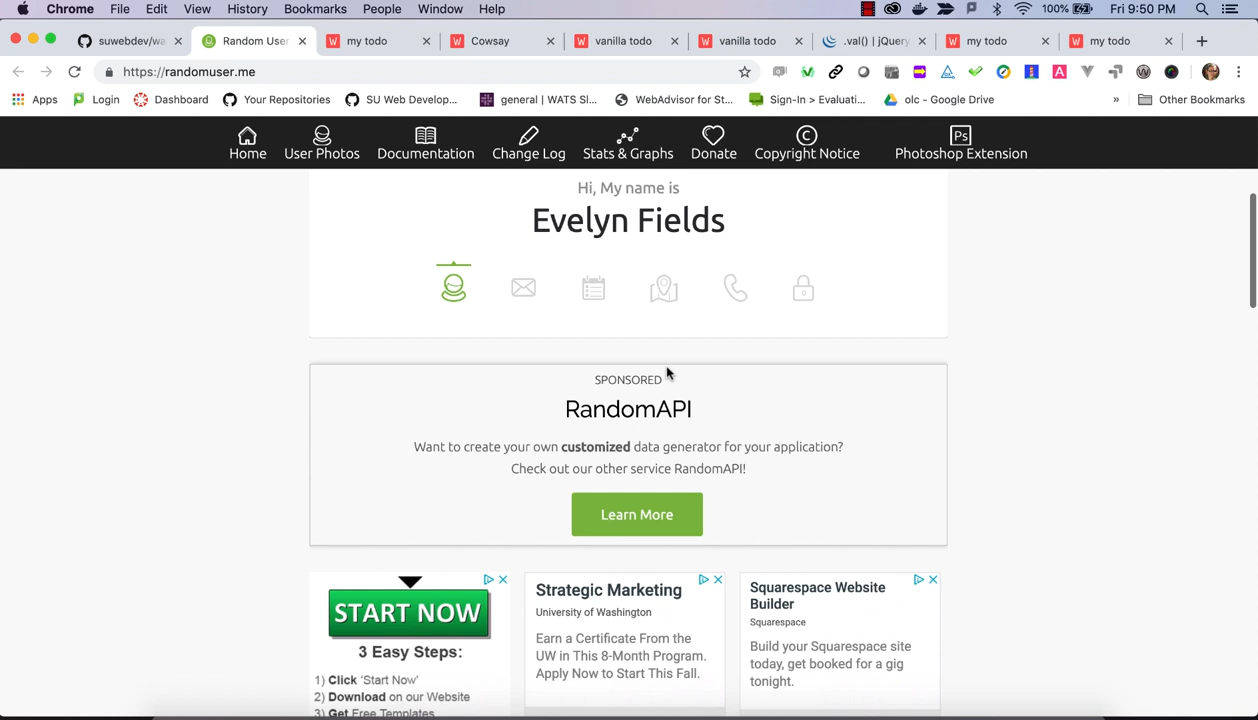 Chrome File Edit View History Bookmarks People Window Help 100% Fri 9:50 PM
suwebdev/wa Random User my todo Cowsay vanilla todo vanilla todo .val() | jQuery my todo my todo
https://randomuser.me
Apps Login Dashboard Your Repositories SU Web Develop... general | WATS Sl... WebAdvisor for St... Sign-In > Evaluati... olc - Google Drive » Other Bookmarks
Home User Photos Documentation Change Log Stats & Graphs Donate Copyright Notice Photoshop Extension
Hi, My name is
Evelyn Fields
SPONSORED
RandomAPI
Want to create your own customized data generator for your application?
Check out our other service RandomAPI!
Learn More
START NOW
3 Easy Steps:
1) Click 'Start Now'
2) Download on our Website
3) Get Free Templates
Strategic Marketing
University of Washington
Earn a Certificate From the
UW in This 8-Month Program.
Apply Now to Start This Fall.
Squarespace Website
Builder
Squarespace
Build your Squarespace site
today, get booked for a gig
tonight.